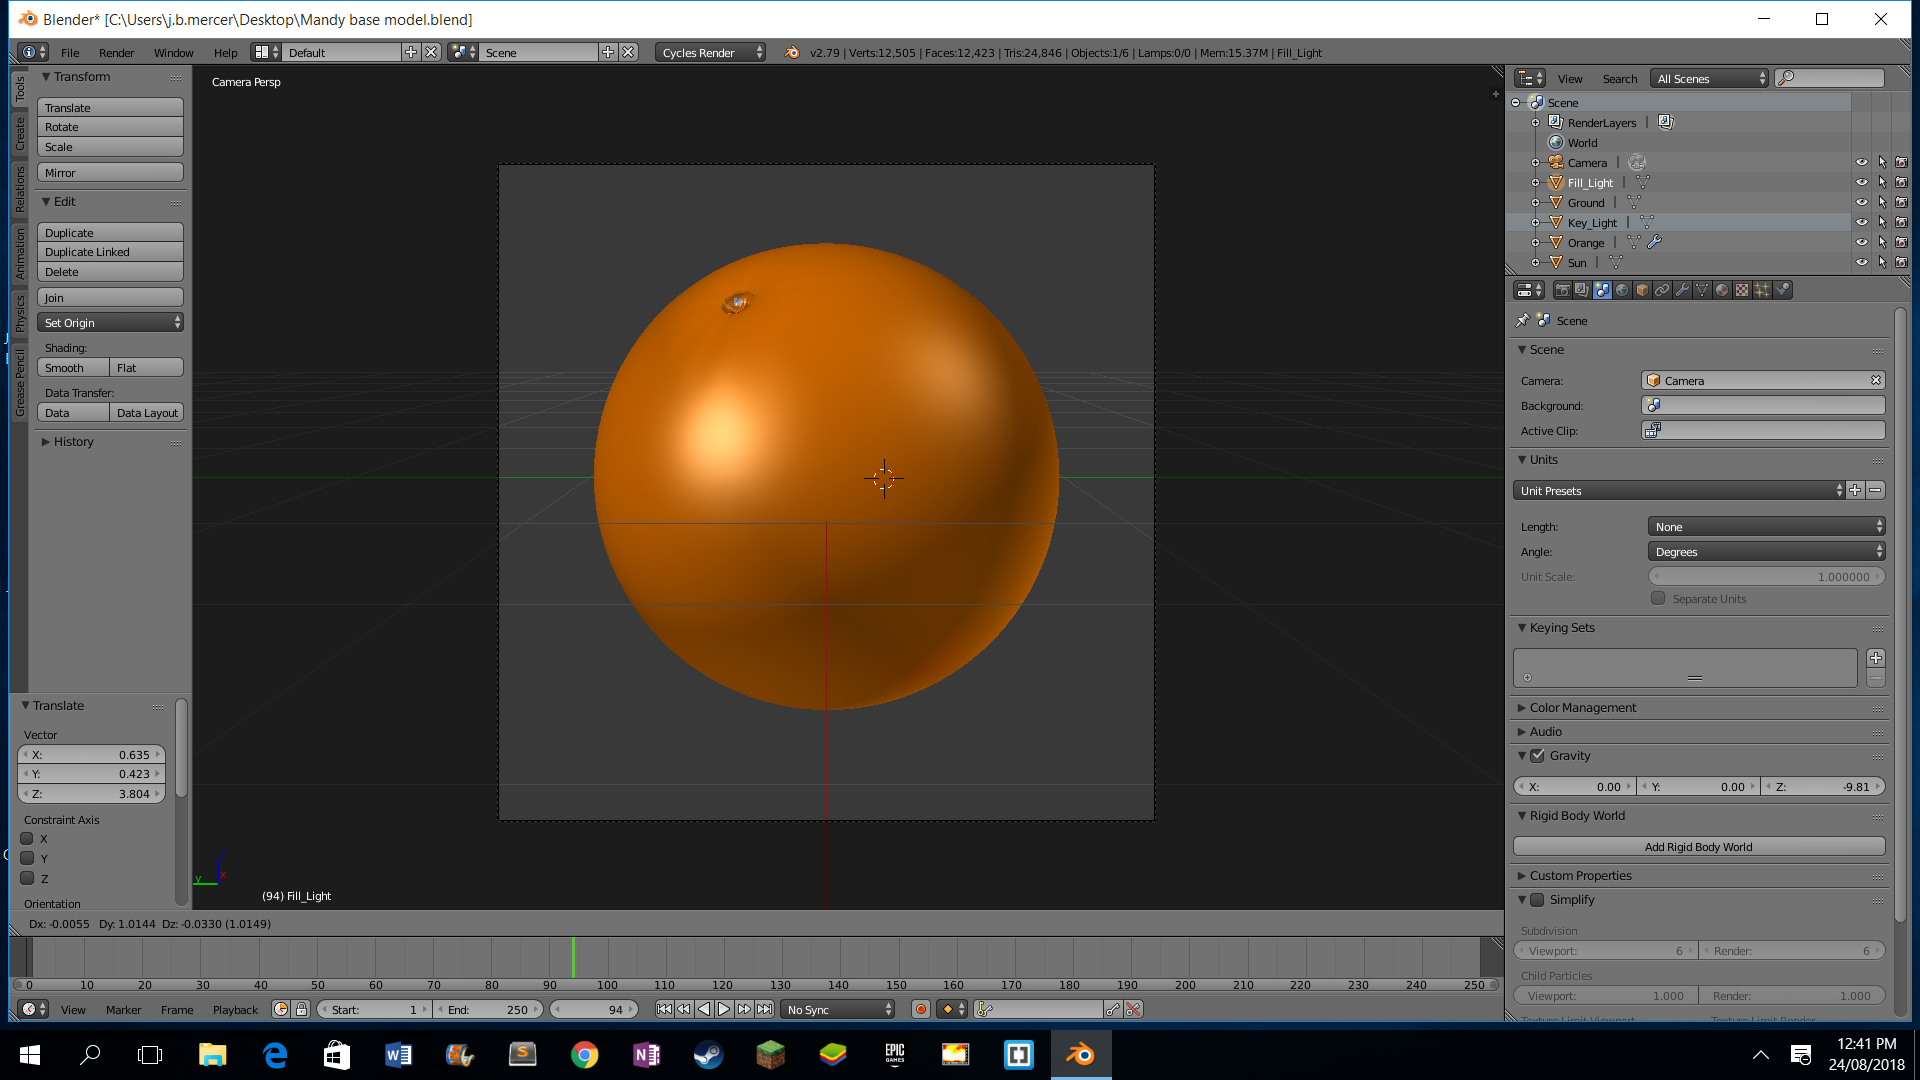 Blender* [C:\Users\j.b.mercer\Desktop\Mandy base model.blend]
File Render Window Help Default Scene Cycles Render v2.79 | Verts:12,505 | Faces:12,423 | Tris:24,846 | Objects:1/6 | Lamps:0/0 | Mem:15.37M | Fill_Light
Tools
Create
Relations
Animation
Physics
Grease Pencil
Transform
Translate
Rotate
Scale
Mirror
Edit
Duplicate
Duplicate Linked
Delete
Join
Set Origin
Shading:
Smooth Flat
Data Transfer:
Data Data Layout
History
Translate
Vector
X: 0.635
Y: 0.423
Z: 3.804
Constraint Axis
X
Y
Z
Orientation
Camera Persp
y x
(94) Fill_Light
Dx: -0.0055 Dy: 1.0144 Dz: -0.0330 (1.0149)
View Search All Scenes
Scene
RenderLayers
World
Camera
Fill_Light
Ground
Key_Light
Orange
Sun
Scene
Scene
Camera: Camera
Background:
Active Clip:
Units
Unit Presets
Length: None
Angle: Degrees
Unit Scale: 1.000000
Separate Units
Keying Sets
Color Management
Audio
Gravity
X: 0.00 Y: 0.00 Z: -9.81
Rigid Body World
Add Rigid Body World
Custom Properties
Simplify
Subdivision
Viewport: 6 Render: 6
Child Particles
Viewport: 1.000 Render: 1.000
Texture Limit Viewport Texture Limit Render
0 10 20 30 40 50 60 70 80 90 100 110 120 130 140 150 160 170 180 190 200 210 220 230 240 250
View Marker Frame Playback Start: 1 End: 250 94 No Sync
EPIC
GAMES
12:41 PM
24/08/2018